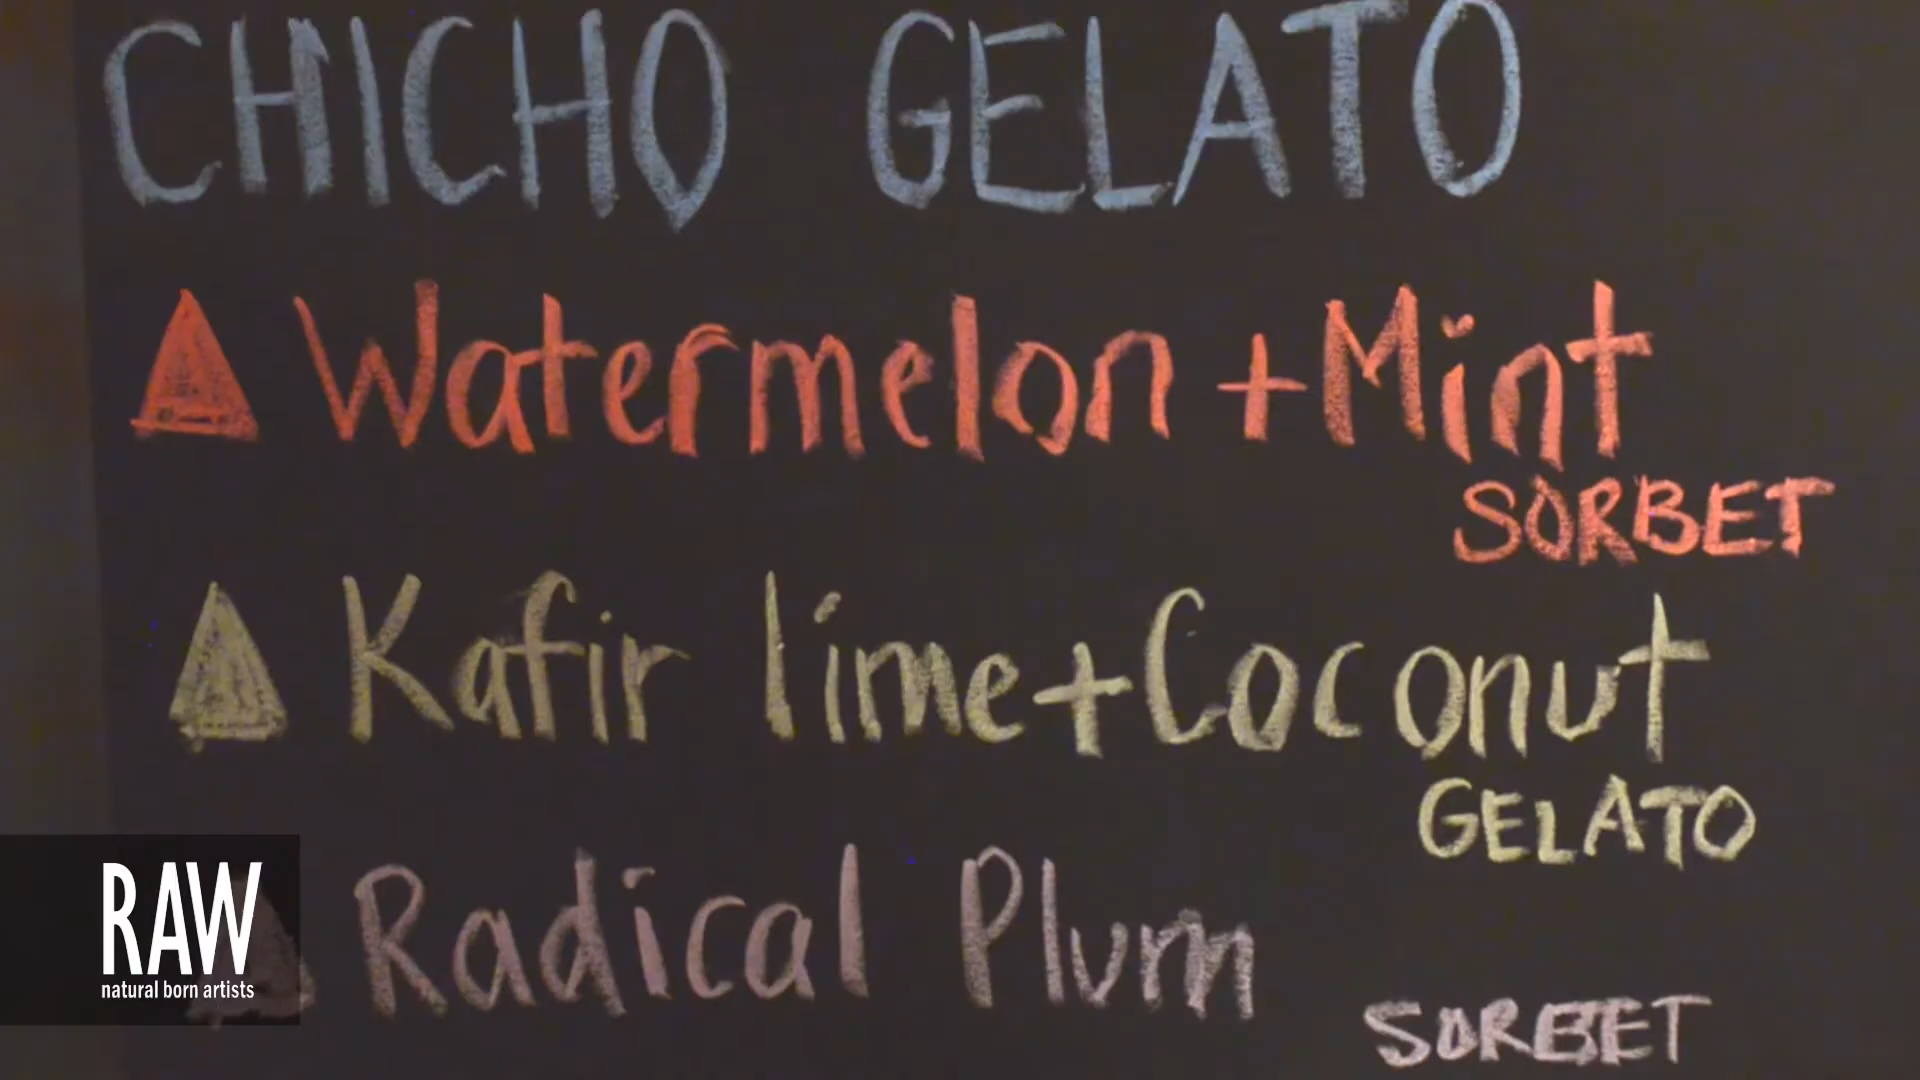 CHICHO GELATO
Watermelon + Mint
SORBET
Kafir lime + Coconut
GELATO
Radical Plum
SORBET
RAW
natural born artists